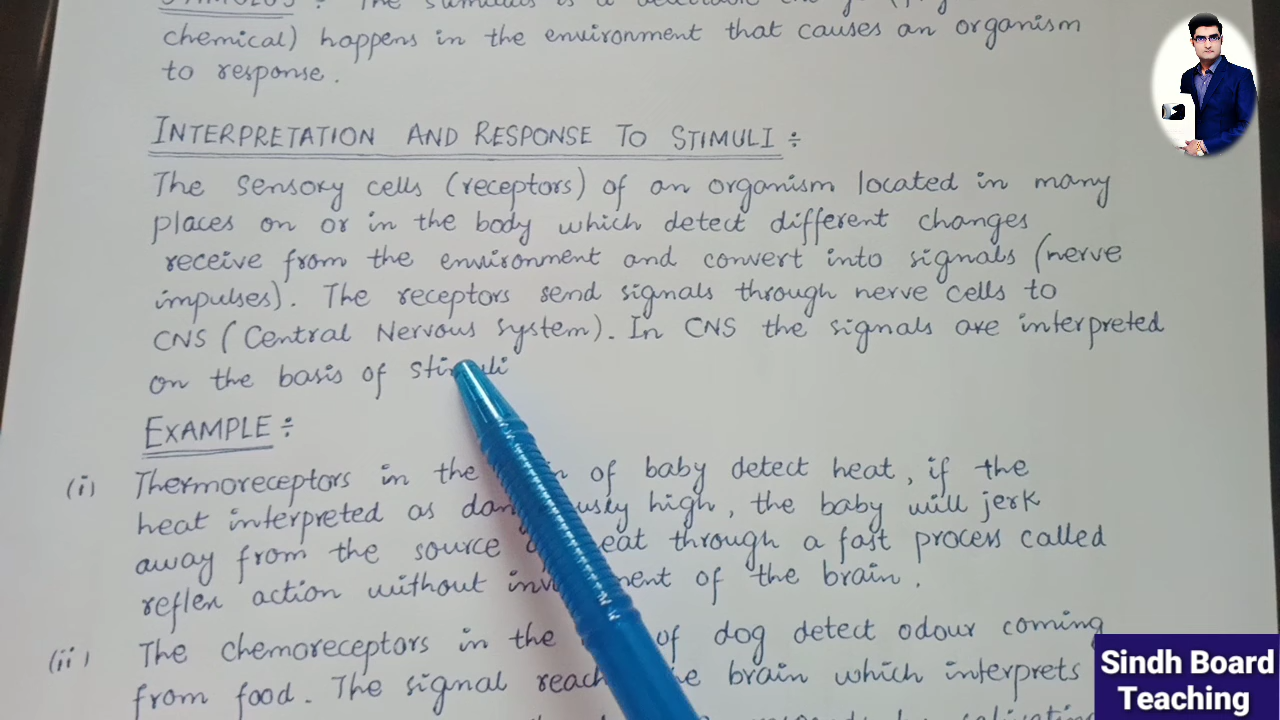 chemical) happens in the environment that causes an organism
to response.
INTERPRETATION AND RESPONSE TO STIMULI ÷
The sensory cells (receptors) of an organism located in many
places on or in the body which detect different changes
receive from the environment and convert into signals (nerve
impulses). The receptors send signals through nerve cells to
CNS (Central Nervous System). In CNS the signals are interpreted
on the basis of stimuli
EXAMPLE ÷
(i) Thermoreceptors in the of baby detect heat, if the
heat interpreted as high, the baby will jerk
away from the source through a fast process called
reflex action without of the brain.
(ii) The chemoreceptors in the of dog detect odour coming
from food. The signal brain which interprets
Sindh Board
Teaching